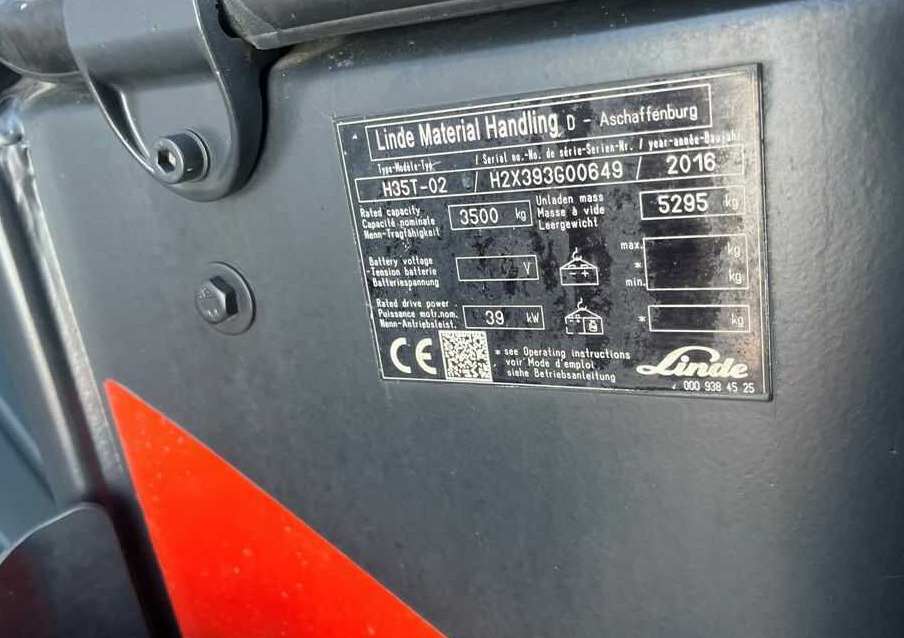 Linde Material Handling D - Aschaffenburg
Type-Modèle-Typ / Serial no.-No. de série-Serien-Nr. / year-année-Baujahr
H35T-02 / H2X393G00649 / 2016
Rated capacity
Capacité nominale
Nenn-Tragfähigkeit
3500 kg
Unladen mass
Masse à vide
Leergewicht
5295 kg
Battery voltage
Tension batterie
Batteriespannung
V
max. kg
*
min. kg
Rated drive power
Puissance motr.nom.
Nenn-Antriebsleist.
39 kW
* kg
CE
* see Operating instructions
voir Mode d'emploi
siehe Betriebsanleitung
Linde
000 938 45 25